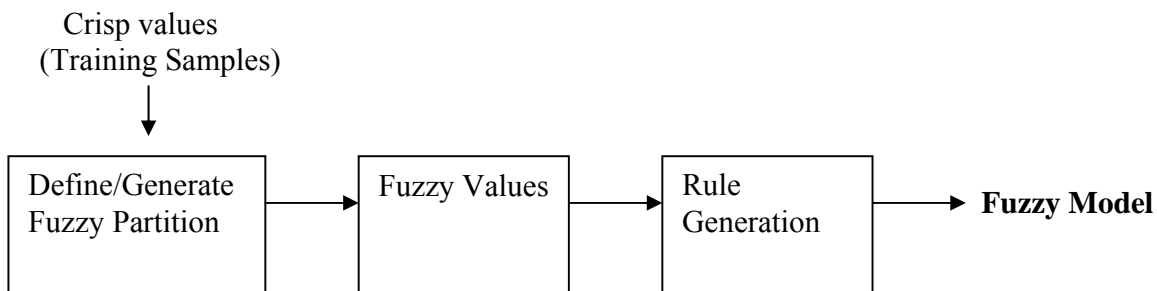 Crisp values
(Training Samples)
Define/Generate
Fuzzy Partition
Fuzzy Values
Rule
Generation
Fuzzy Model